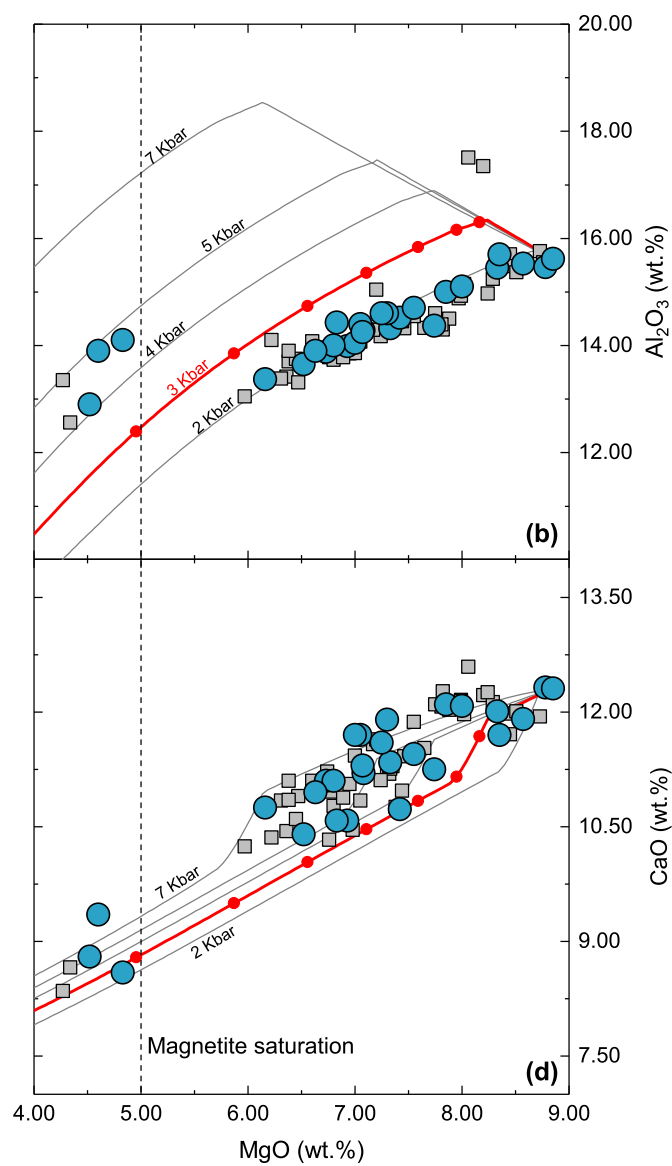 20.00
18.00
16.00
14.00
12.00
Al₂O₃ (wt.%)
7 Kbar
5 Kbar
4 Kbar
3 Kbar
2 Kbar
(b)
13.50
12.00
10.50
9.00
7.50
CaO (wt.%)
7 Kbar
2 Kbar
Magnetite saturation
(d)
4.00 5.00 6.00 7.00 8.00 9.00
MgO (wt.%)